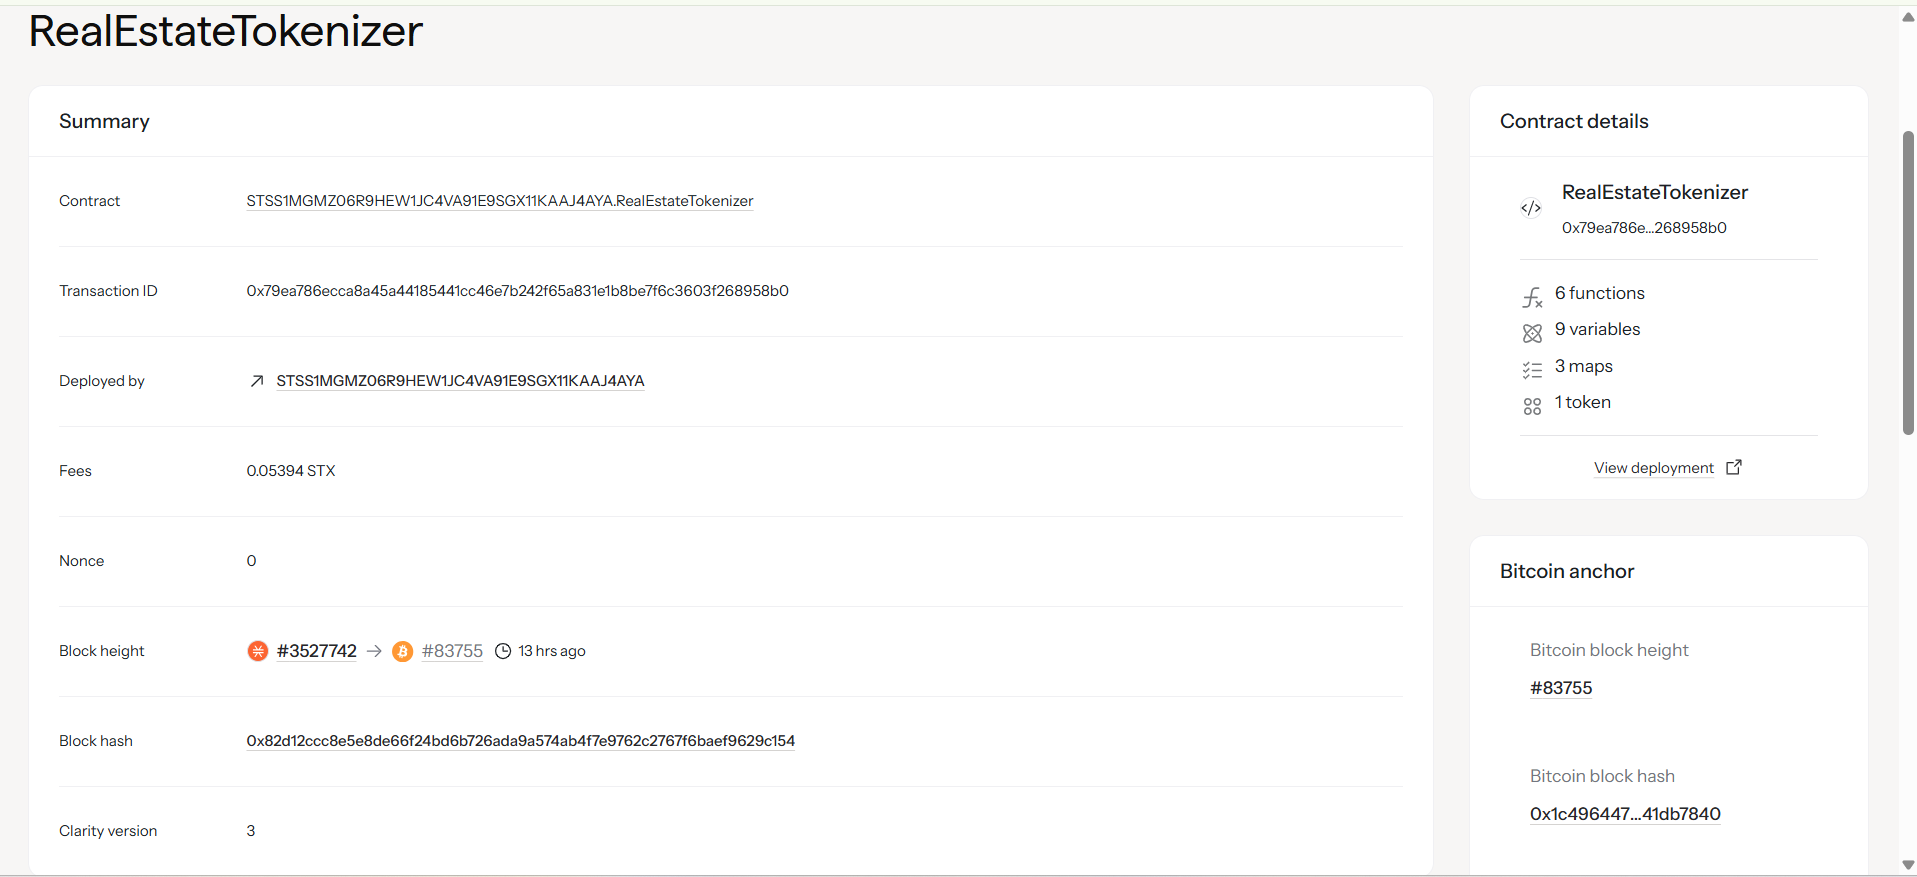 RealEstateTokenizer
Summary
Contract
STSS1MGMZ06R9HEW1JC4VA91E9SGX11KAAJ4AYA.RealEstateTokenizer
Transaction ID
0x79ea786ecca8a45a44185441cc46e7b242f65a831e1b8be7f6c3603f268958b0
Deployed by
STSS1MGMZ06R9HEW1JC4VA91E9SGX11KAAJ4AYA
Fees
0.05394 STX
Nonce
0
Block height
#3527742 → #83755 13 hrs ago
Block hash
0x82d12ccc8e5e8de66f24bd6b726ada9a574ab4f7e9762c2767f6baef9629c154
Clarity version
3
Contract details
RealEstateTokenizer
0x79ea786e...268958b0
6 functions
9 variables
3 maps
1 token
View deployment
Bitcoin anchor
Bitcoin block height
#83755
Bitcoin block hash
0x1c496447...41db7840